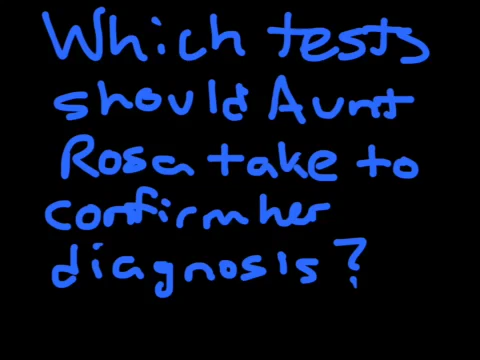 Which tests
should Aunt
Rosa take to
confirm her
diagnosis?